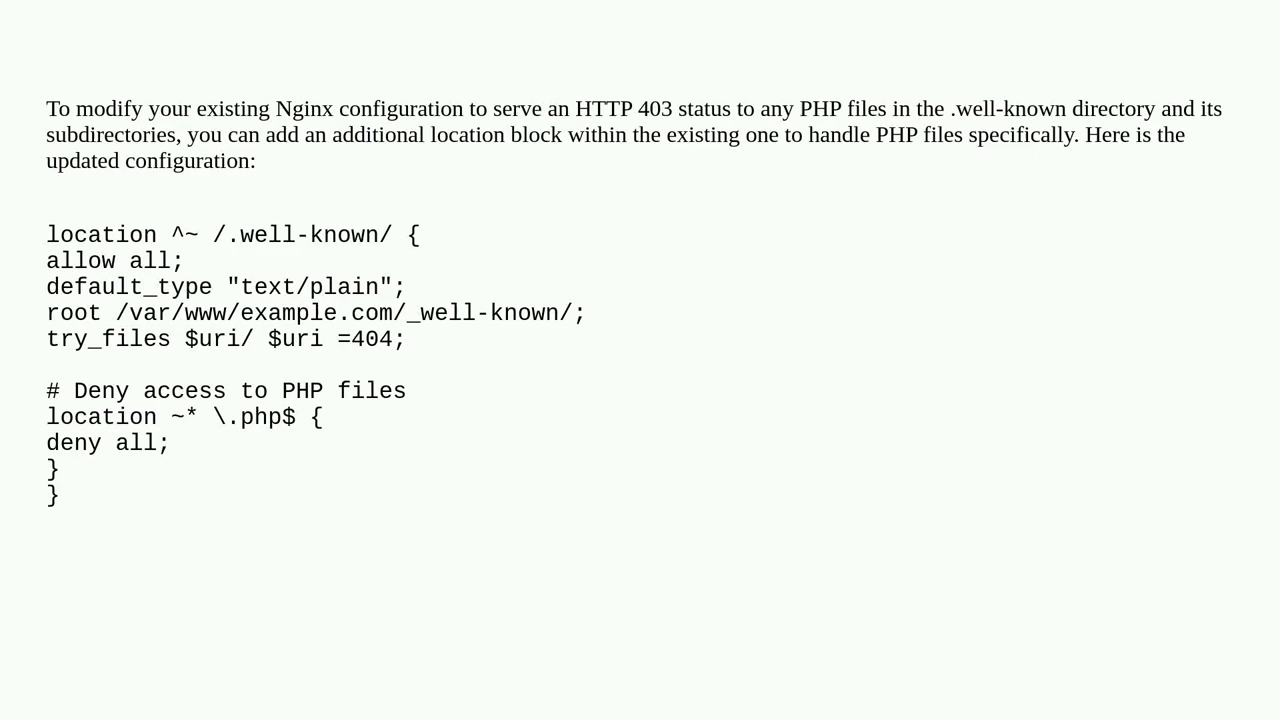 To modify your existing Nginx configuration to serve an HTTP 403 status to any PHP files in the .well-known directory and its
subdirectories, you can add an additional location block within the existing one to handle PHP files specifically. Here is the
updated configuration:
location ^~ /.well-known/ {
allow all;
default_type "text/plain";
root /var/www/example.com/_well-known/;
try_files $uri/ $uri =404;
# Deny access to PHP files
location ~* \.php$ {
deny all;
}
}